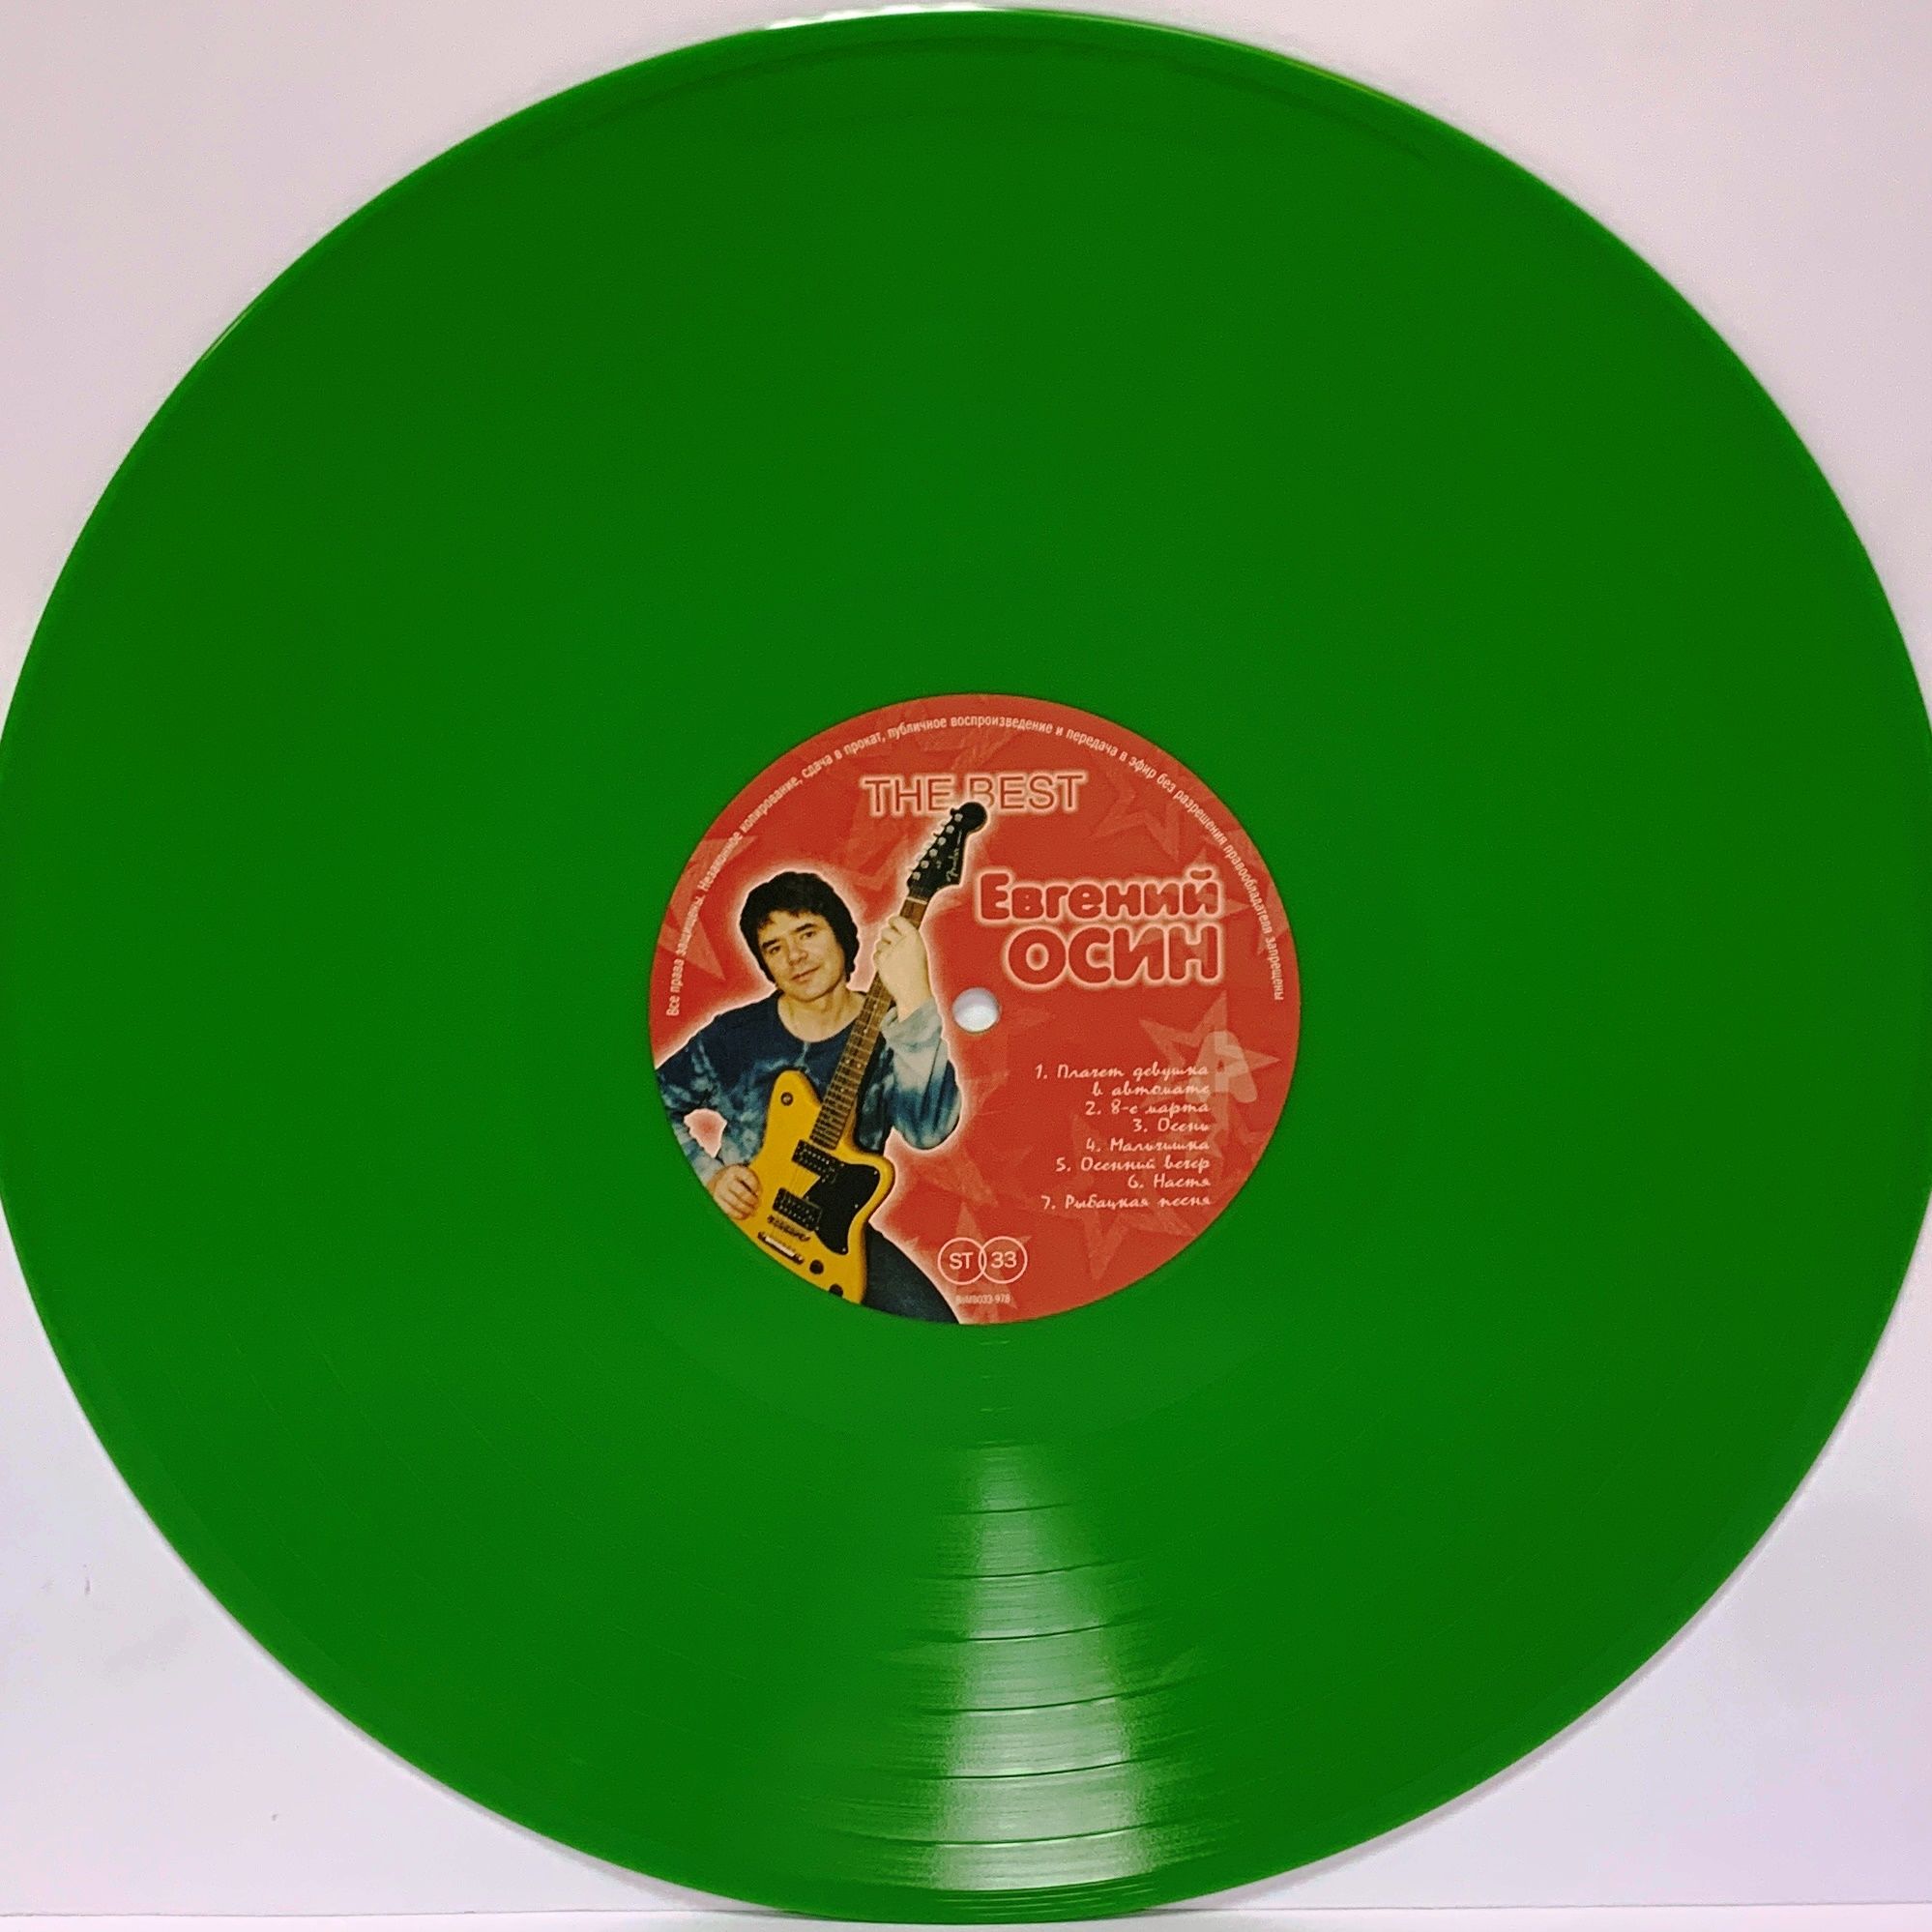 Все права защищены. Незаконное копирование, сдача в прокат, публичное воспроизведение и передача в эфир без разрешения правообладателя запрещены
THE BEST
Fender
Евгений
ОСИН
A
1. Плачет девушка
в автомате
2. 8-е марта
3. Осень
4. Мальчишка
5. Осенний вечер
6. Настя
7. Рыбацкая песня
ST 33